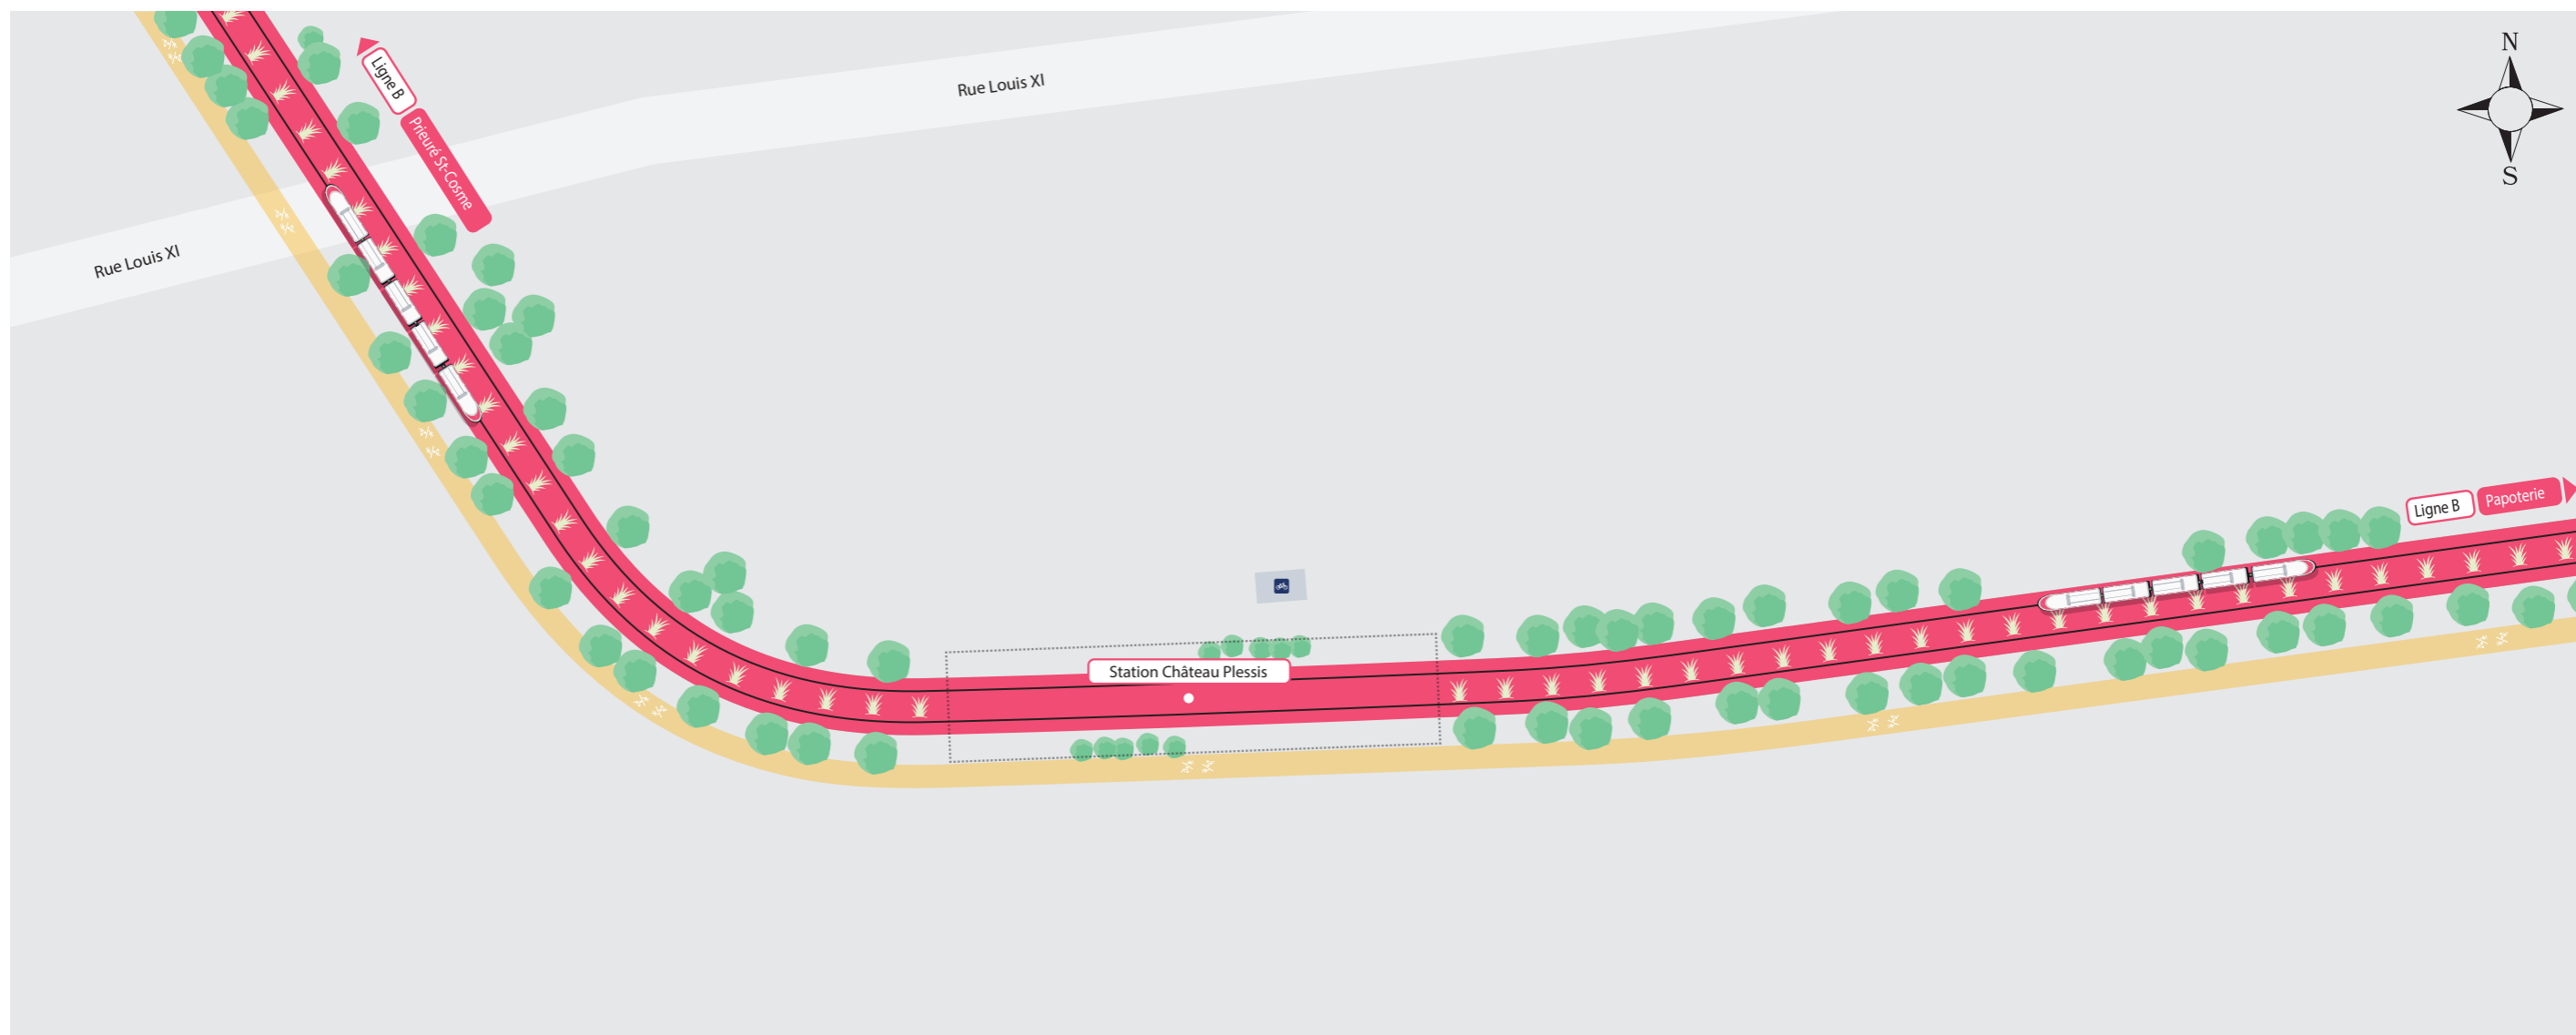 Ligne B
Prieuré St-Cosme
Rue Louis XI
Rue Louis XI
N
S
Ligne B
Papoterie
Station Château Plessis